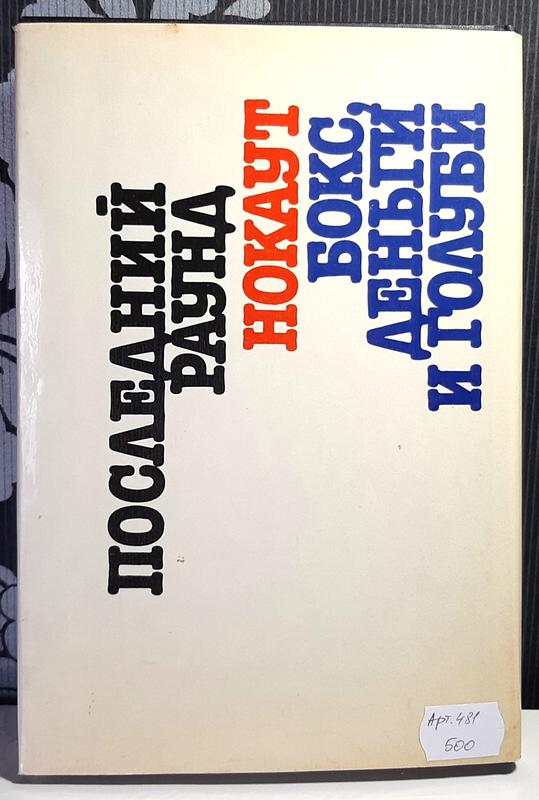 ПОСЛЕДНИЙ
РАУНД
НОКАУТ
БОКС,
ДЕНЬГИ
И ГОЛУБИ
Арт. 481
500